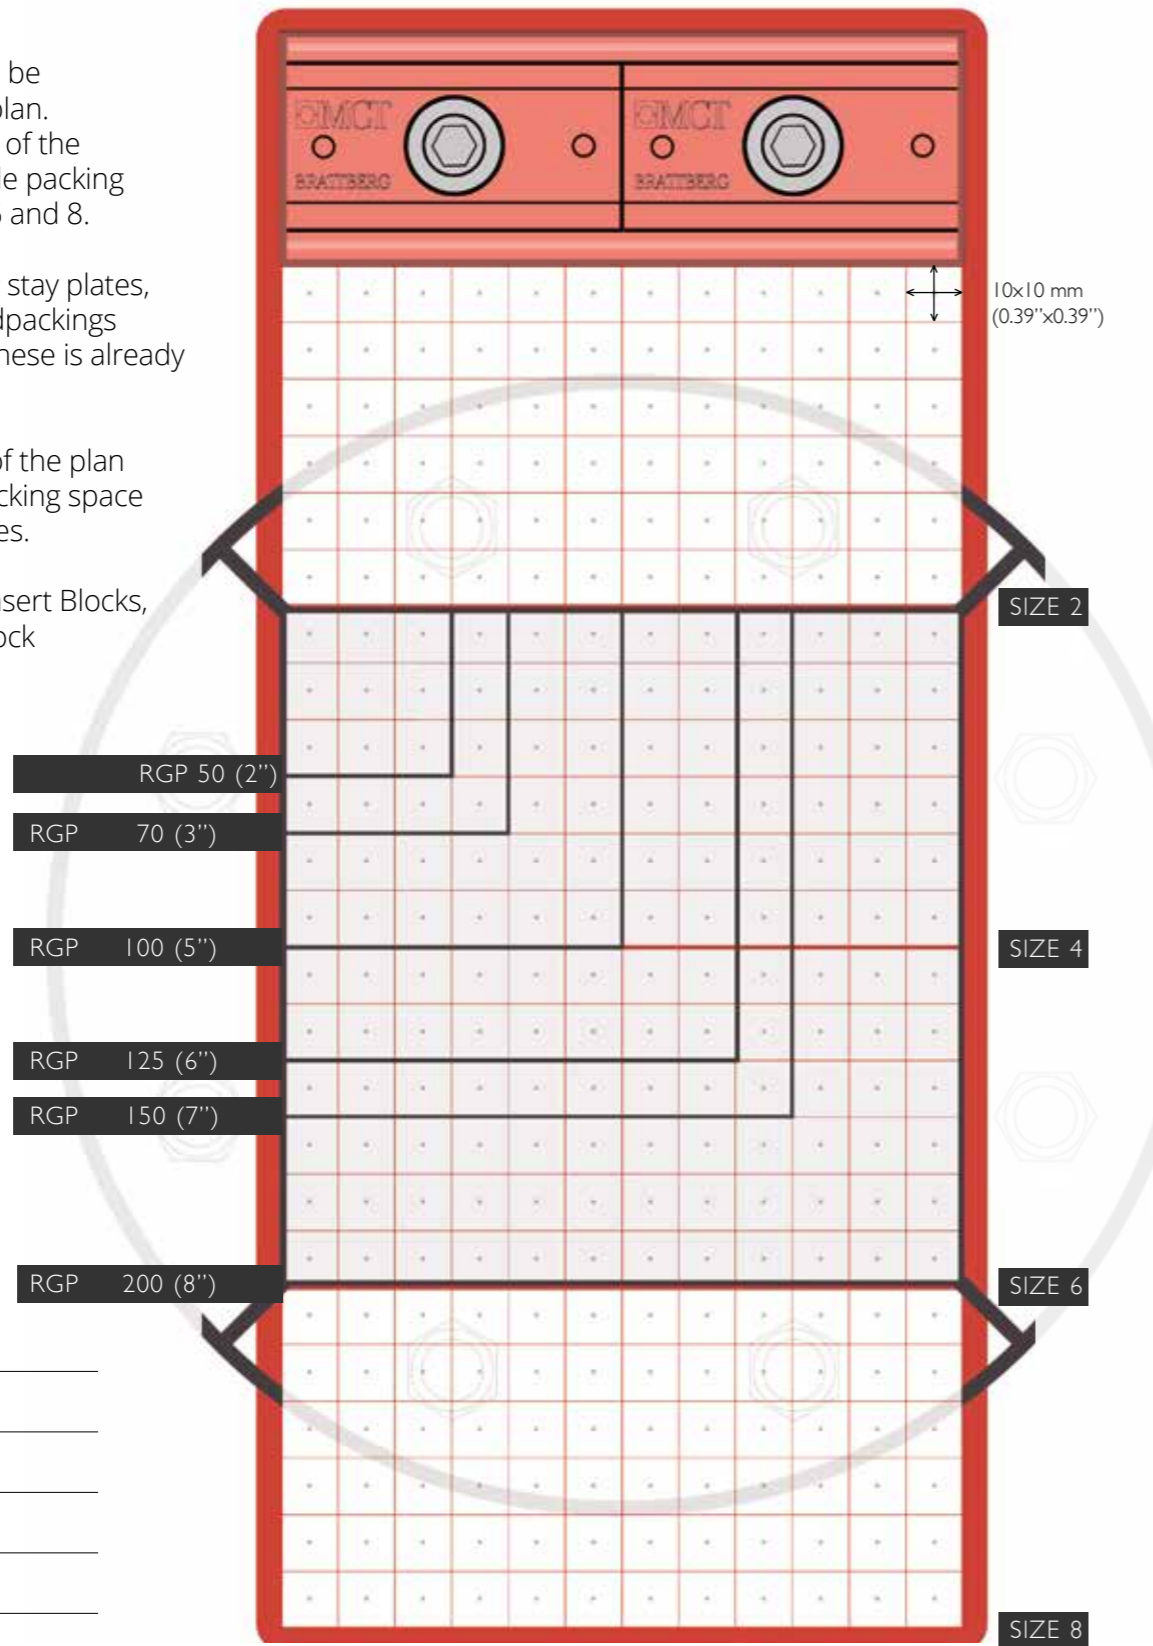 be
plan.
of the
le packing
and 8.
stay plates,
dpackings
hese is already
of the plan
cking space
es.
nsert Blocks,
ock
MCT
BRATTBERG
MCT
BRATTBERG
10x10 mm
(0.39”x0.39”)
SIZE 2
RGP 50 (2”)
RGP 70 (3”)
RGP 100 (5”)
SIZE 4
RGP 125 (6”)
RGP 150 (7”)
RGP 200 (8”)
SIZE 6
SIZE 8